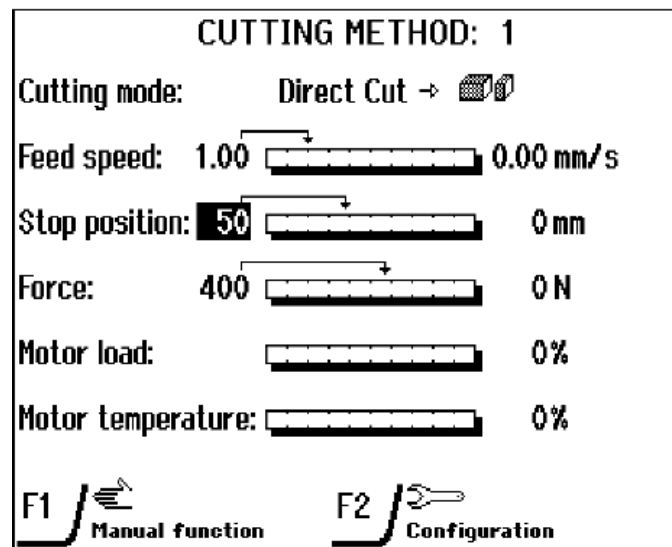 CUTTING METHOD: 1
Cutting mode: Direct Cut →
Feed speed: 1.00 0.00 mm/s
Stop position: 50 0 mm
Force: 400 0 N
Motor load: 0%
Motor temperature: 0%
F1 Manual function F2 Configuration